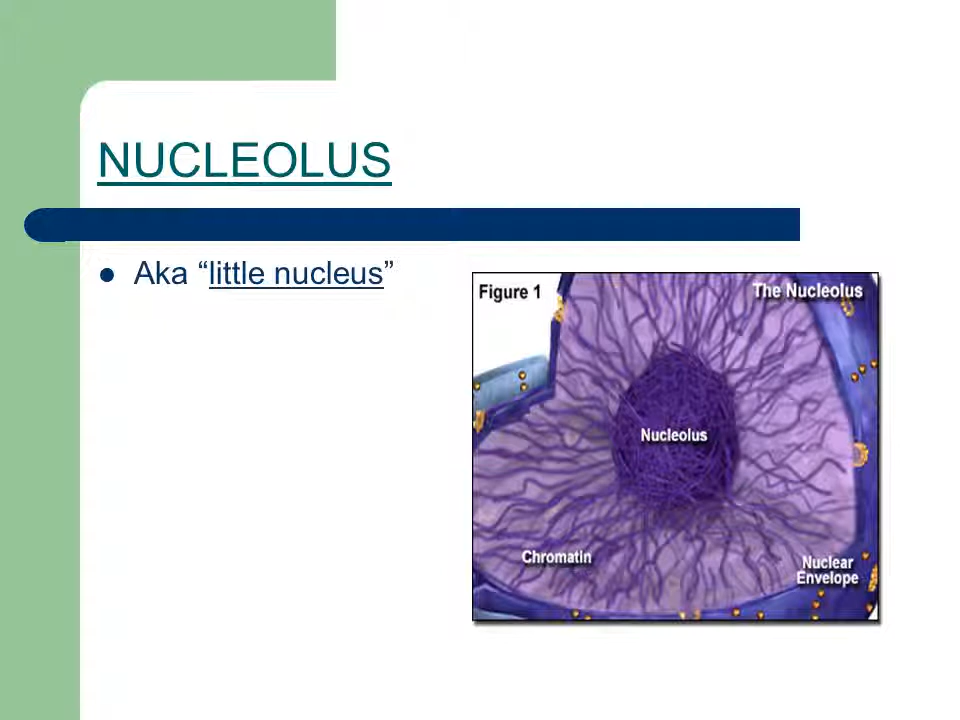 NUCLEOLUS
Aka “little nucleus”
Figure 1
The Nucleolus
Nucleolus
Chromatin
Nuclear
Envelope